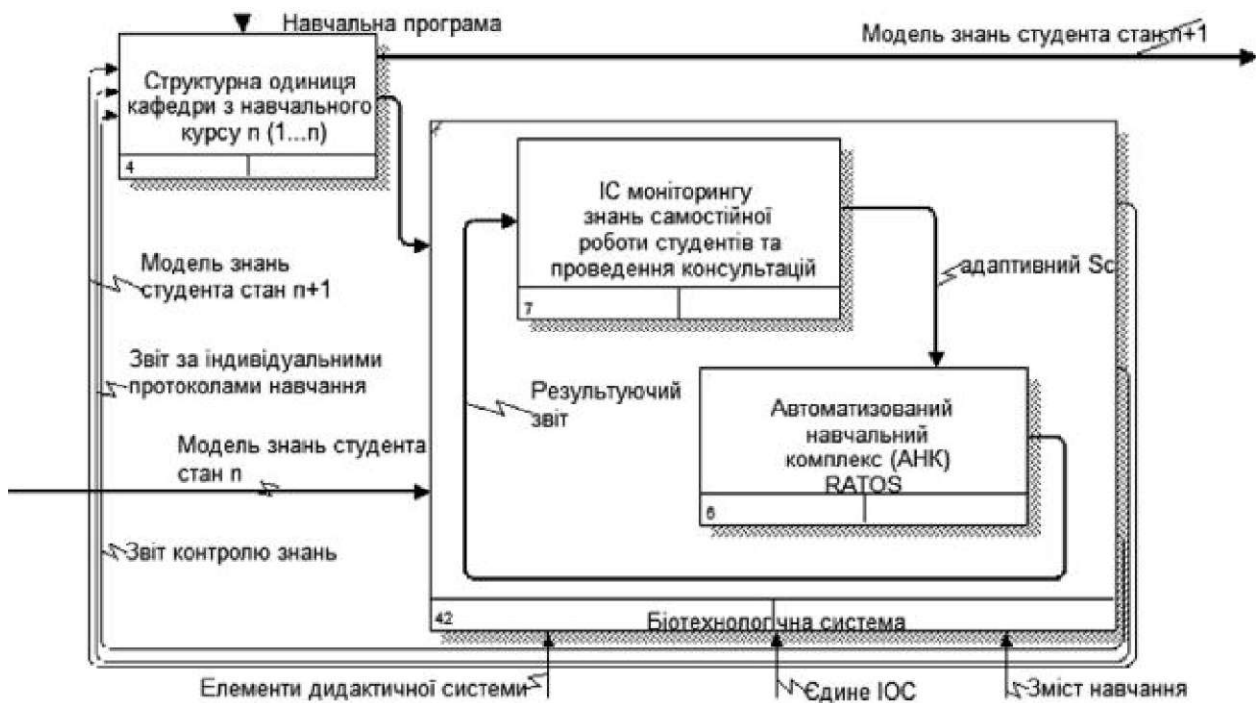 Навчальна програма
Модель знань студента стан n+1
Структурна одиниця
кафедри з навчального
курсу n (1...n)
4
ІС моніторингу
знань самостійної
роботи студентів та
проведення консультацій
7
адаптивний Sc
Модель знань
студента стан n+1
Звіт за індивідуальними
протоколами навчання
Результуючий
звіт
Автоматизований
навчальний
комплекс (АНК)
RATOS
6
Модель знань студента
стан n
Звіт контролю знань
42
Біотехнологічна система
Елементи дидактичної системи
Єдине ІОС
Зміст навчання